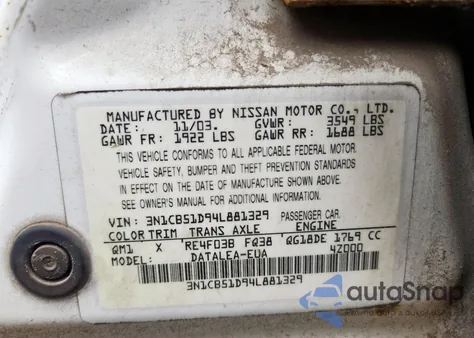 MANUFACTURED BY NISSAN MOTOR CO., LTD.
DATE: 11/03. GVWR: 3549 LBS
GAWR FR: 1922 LBS GAWR RR: 1688 LBS
THIS VEHICLE CONFORMS TO ALL APPLICABLE FEDERAL MOTOR
VEHICLE SAFETY, BUMPER AND THEFT PREVENTION STANDARDS
IN EFFECT ON THE DATE OF MANUFACTURE SHOWN ABOVE.
SEE OWNER'S MANUAL FOR ADDITIONAL INFORMATION
VIN: 3N1CB51D94L881329 PASSENGER CAR.
COLOR TRIM TRANS AXLE ENGINE
QM1 X RE4F03B FQ38 QG18DE 1769 CC
MODEL: DATALEA-EUA 4Z000
3N1CB51D94L881329
autoSnap